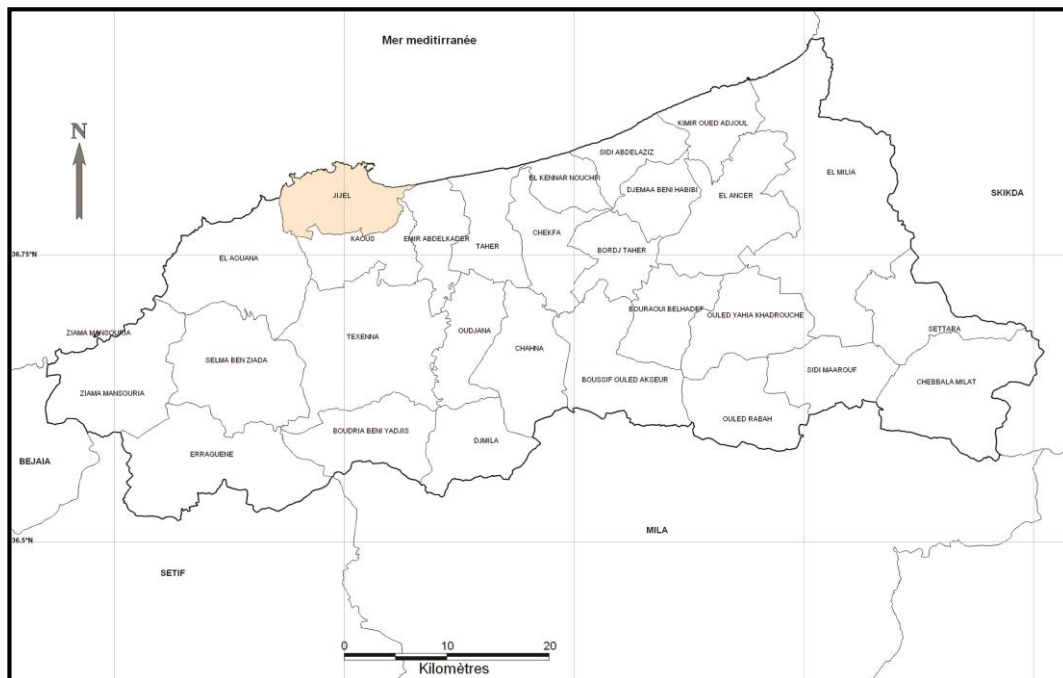 Mer meditirranée
N
KIMIR OUED ADJOUL
SIDI ABDELAZIZ
EL KENNAR NOUCHFI
DJEMAA BENI HABIBI
EL ANCER
EL MILIA
SKIKDA
JIJEL
KAOUS
EMIR ABDELKADER
TAHER
CHEKFA
BORDJ TAHER
36.75°N
EL AOUANA
ZIAMA MANSOURIA
SELMA BEN ZIADA
TEXENNA
OUDJANA
CHAHNA
BOURAOUI BELHADEF
OULED YAHIA KHADROUCHE
SETTARA
ZIAMA MANSOURIA
BOUSSIF OULED AKSEUR
SIDI MAAROUF
CHEBBALA MILAT
OULED RABAH
BOUDRIA BENI YADJIS
DJMILA
ERRAGUENE
BEJAIA
MILA
36.5°N
SETIF
0 10 20
Kilomètres